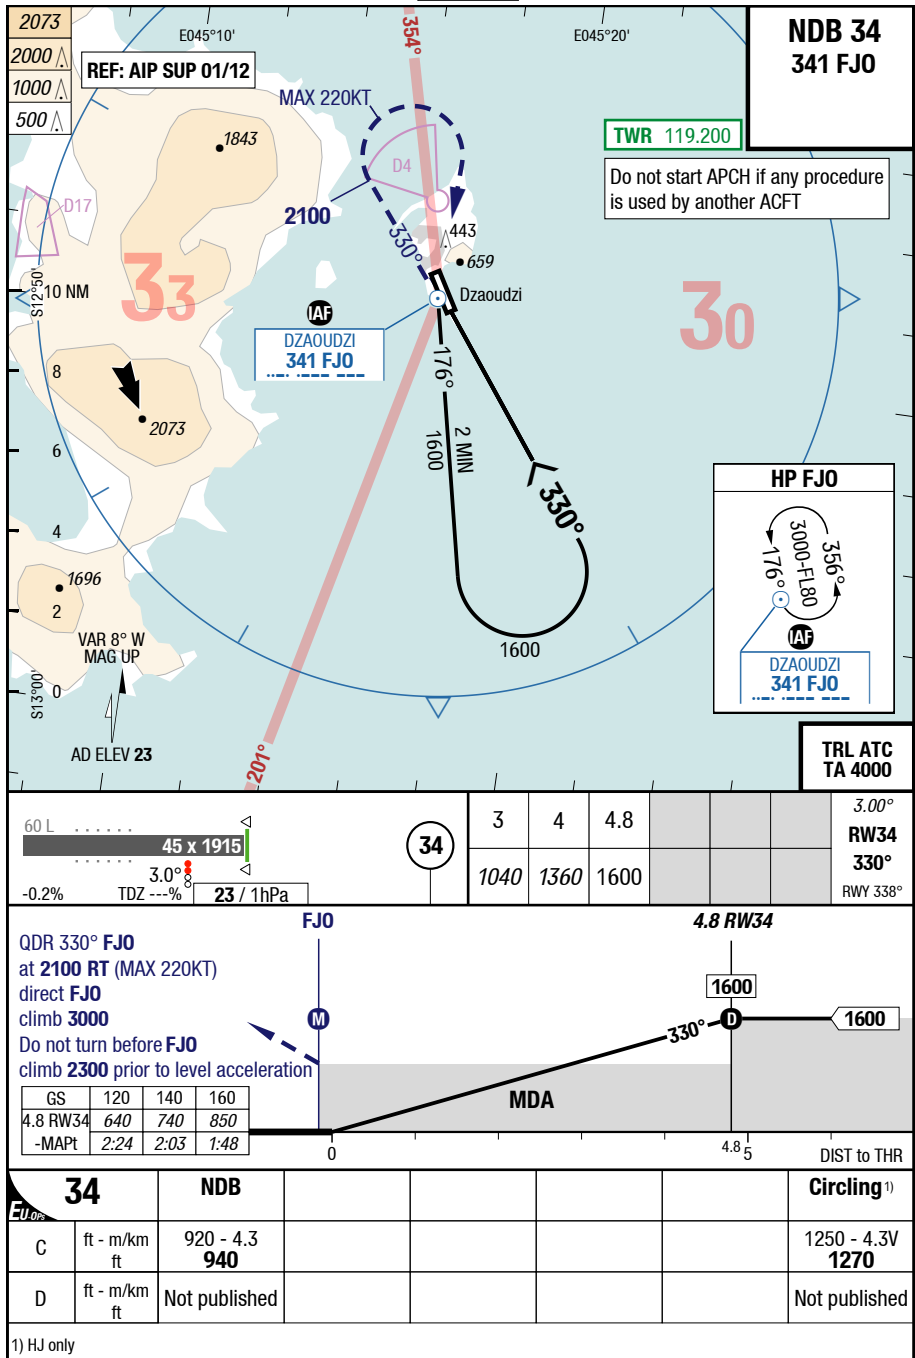 2073
2000
1000
500
E045°10'
E045°20'
354°
NDB 34
341 FJO
REF: AIP SUP 01/12
MAX 220KT
TWR 119.200
Do not start APCH if any procedure
is used by another ACFT
1843
D4
D17
2100
330°
443
659
Dzaoudzi
33
30
S12°50'
10 NM
IAF
DZAOUDZI
341 FJO
8
2073
6
4
1696
2
0
S13°00'
VAR 8° W
MAG UP
AD ELEV 23
176°
2 MIN
1600
330°
1600
201°
HP FJO
176°
3000-FL80
356°
IAF
DZAOUDZI
341 FJO
TRL ATC
TA 4000
60 L
45 x 1915
3.0°
-0.2%
TDZ ---%
23 / 1hPa
34
3 4 4.8
1040 1360 1600
3.00°
RW34
330°
RWY 338°
FJO
4.8 RW34
QDR 330° FJO
at 2100 RT (MAX 220KT)
direct FJO
climb 3000
Do not turn before FJO
climb 2300 prior to level acceleration
M
1600
D
330°
1600
MDA
GS 120 140 160
4.8 RW34 640 740 850
-MAPt 2:24 2:03 1:48
0
4.8 5
DIST to THR
EU-OPS
34 NDB Circling 1)
C ft - m/km 920 - 4.3 1250 - 4.3V
ft 940 1270
D ft - m/km Not published Not published
ft
1) HJ only